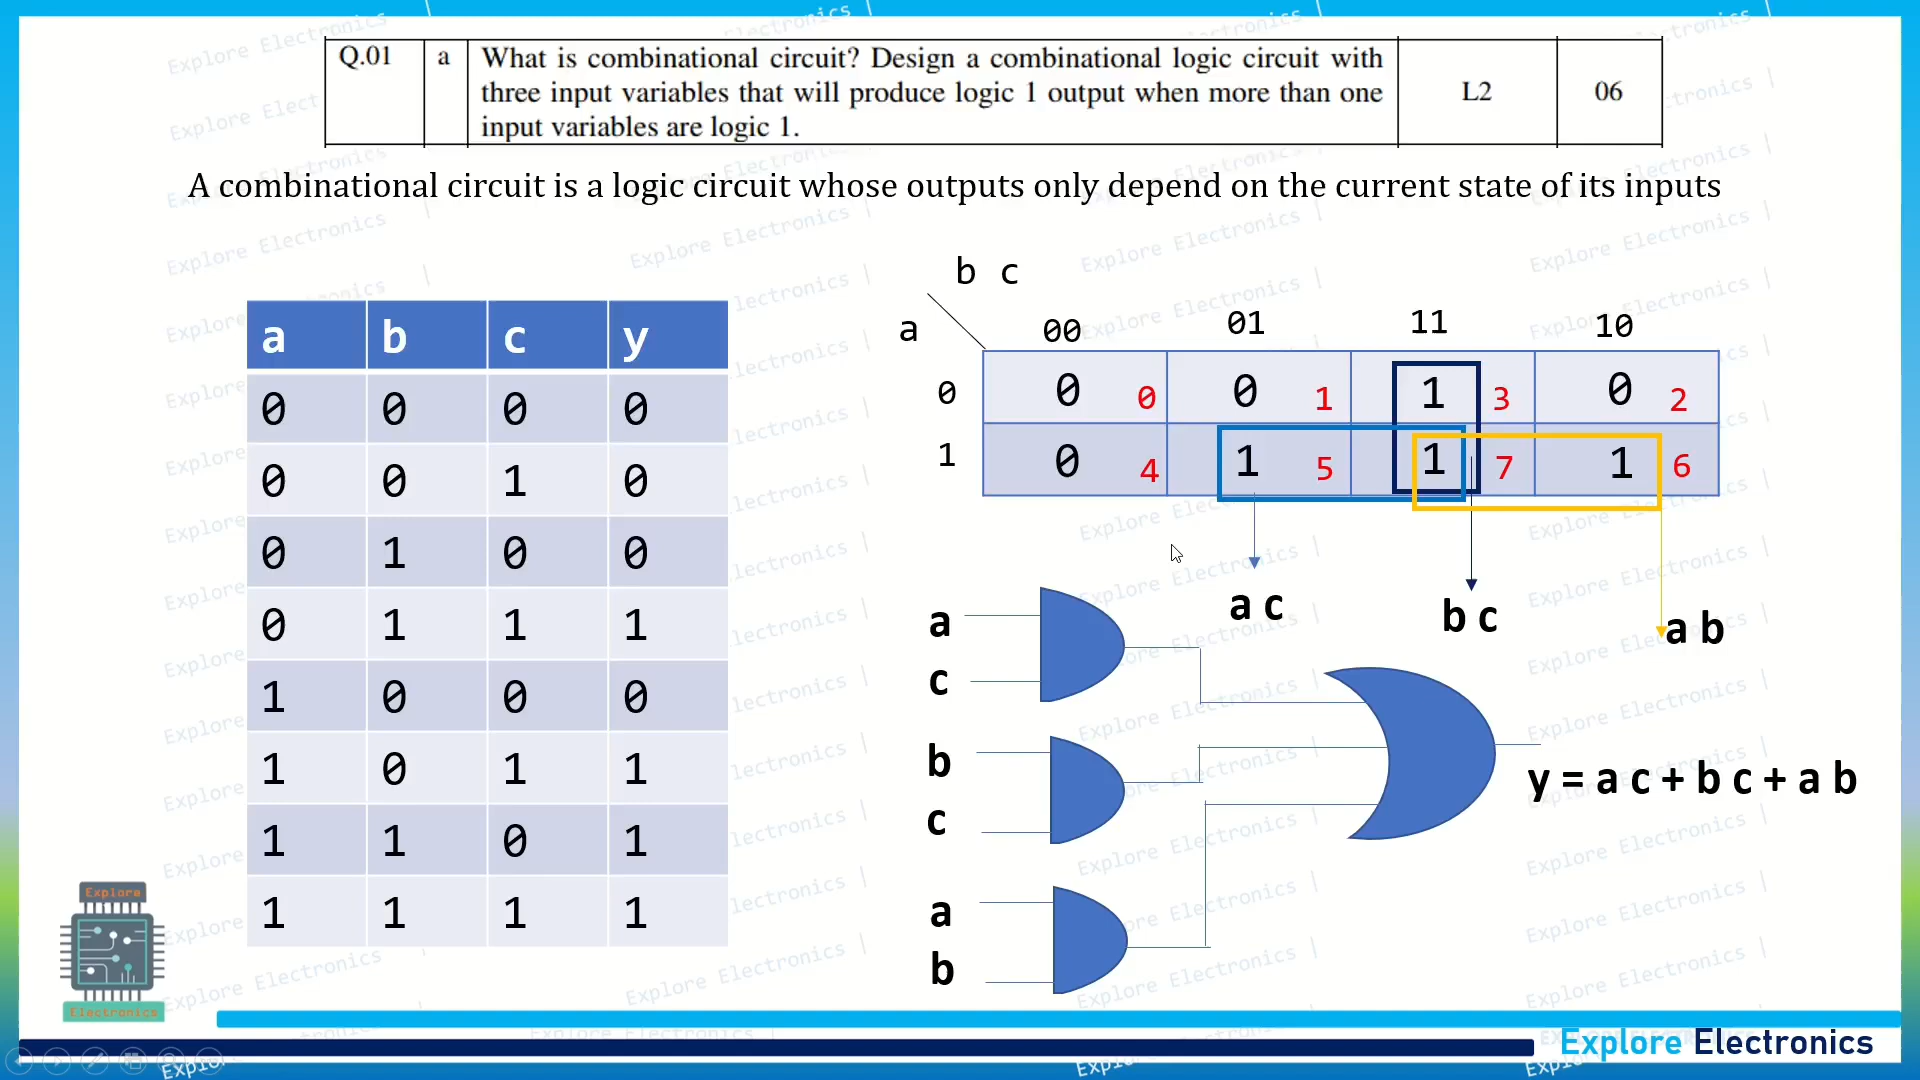 Q.01 a What is combinational circuit? Design a combinational logic circuit with
three input variables that will produce logic 1 output when more than one
input variables are logic 1.
L2 06
A combinational circuit is a logic circuit whose outputs only depend on the current state of its inputs
a b c y
0 0 0 0
0 0 1 0
0 1 0 0
0 1 1 1
1 0 0 0
1 0 1 1
1 1 0 1
1 1 1 1
b c
a 00 01 11 10
0 0 0 0 1 1 3 0 2
1 0 4 1 5 1 7 1 6
a c
b c
a b
a
c
b
c
a
b
y = a c + b c + a b
Explore
Electronics
Explore Electronics